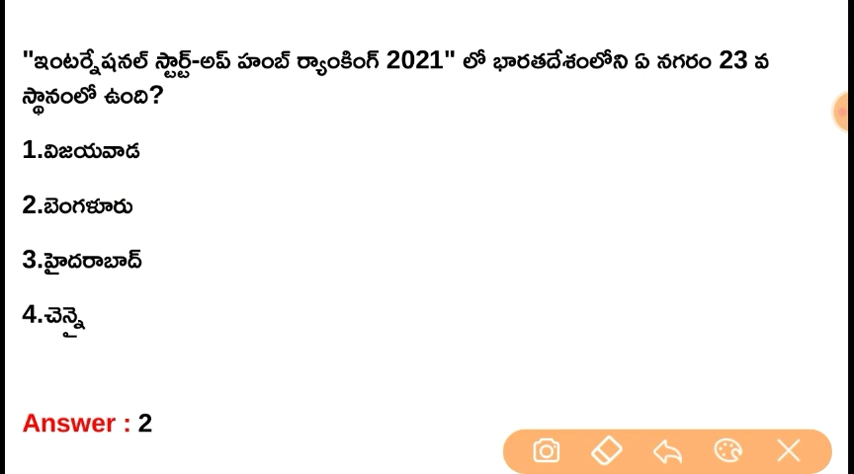 "ఇంటర్నేషనల్ స్టార్ట్-అప్ హంబ్ ర్యాంకింగ్ 2021" లో భారతదేశంలోని ఏ నగరం 23 వ
స్థానంలో ఉంది?
1.విజయవాడ
2.బెంగళూరు
3.హైదరాబాద్
4.చెన్నై
Answer : 2